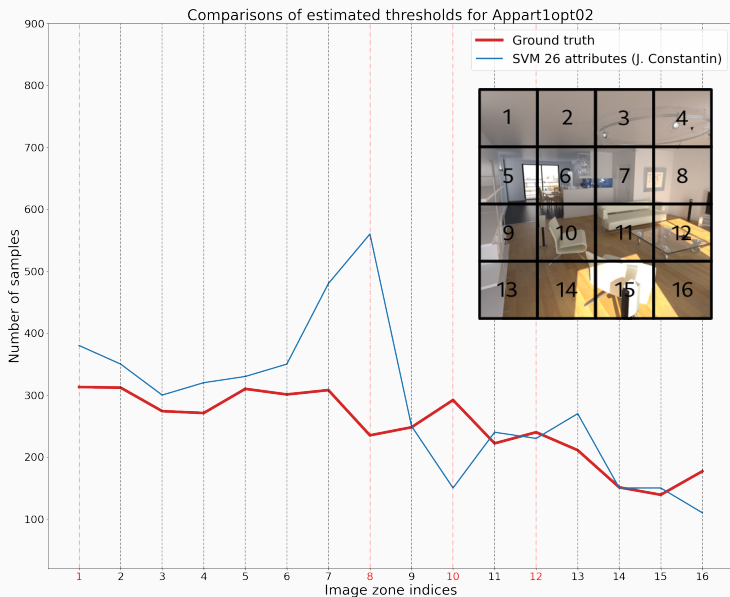 Comparisons of estimated thresholds for Appart1opt02
Ground truth
SVM 26 attributes (J. Constantin)
900
800
700
600
500
400
300
200
100
Number of samples
1 2 3 4
5 6 7 8
9 10 11 12
13 14 15 16
1 2 3 4 5 6 7 8 9 10 11 12 13 14 15 16
Image zone indices